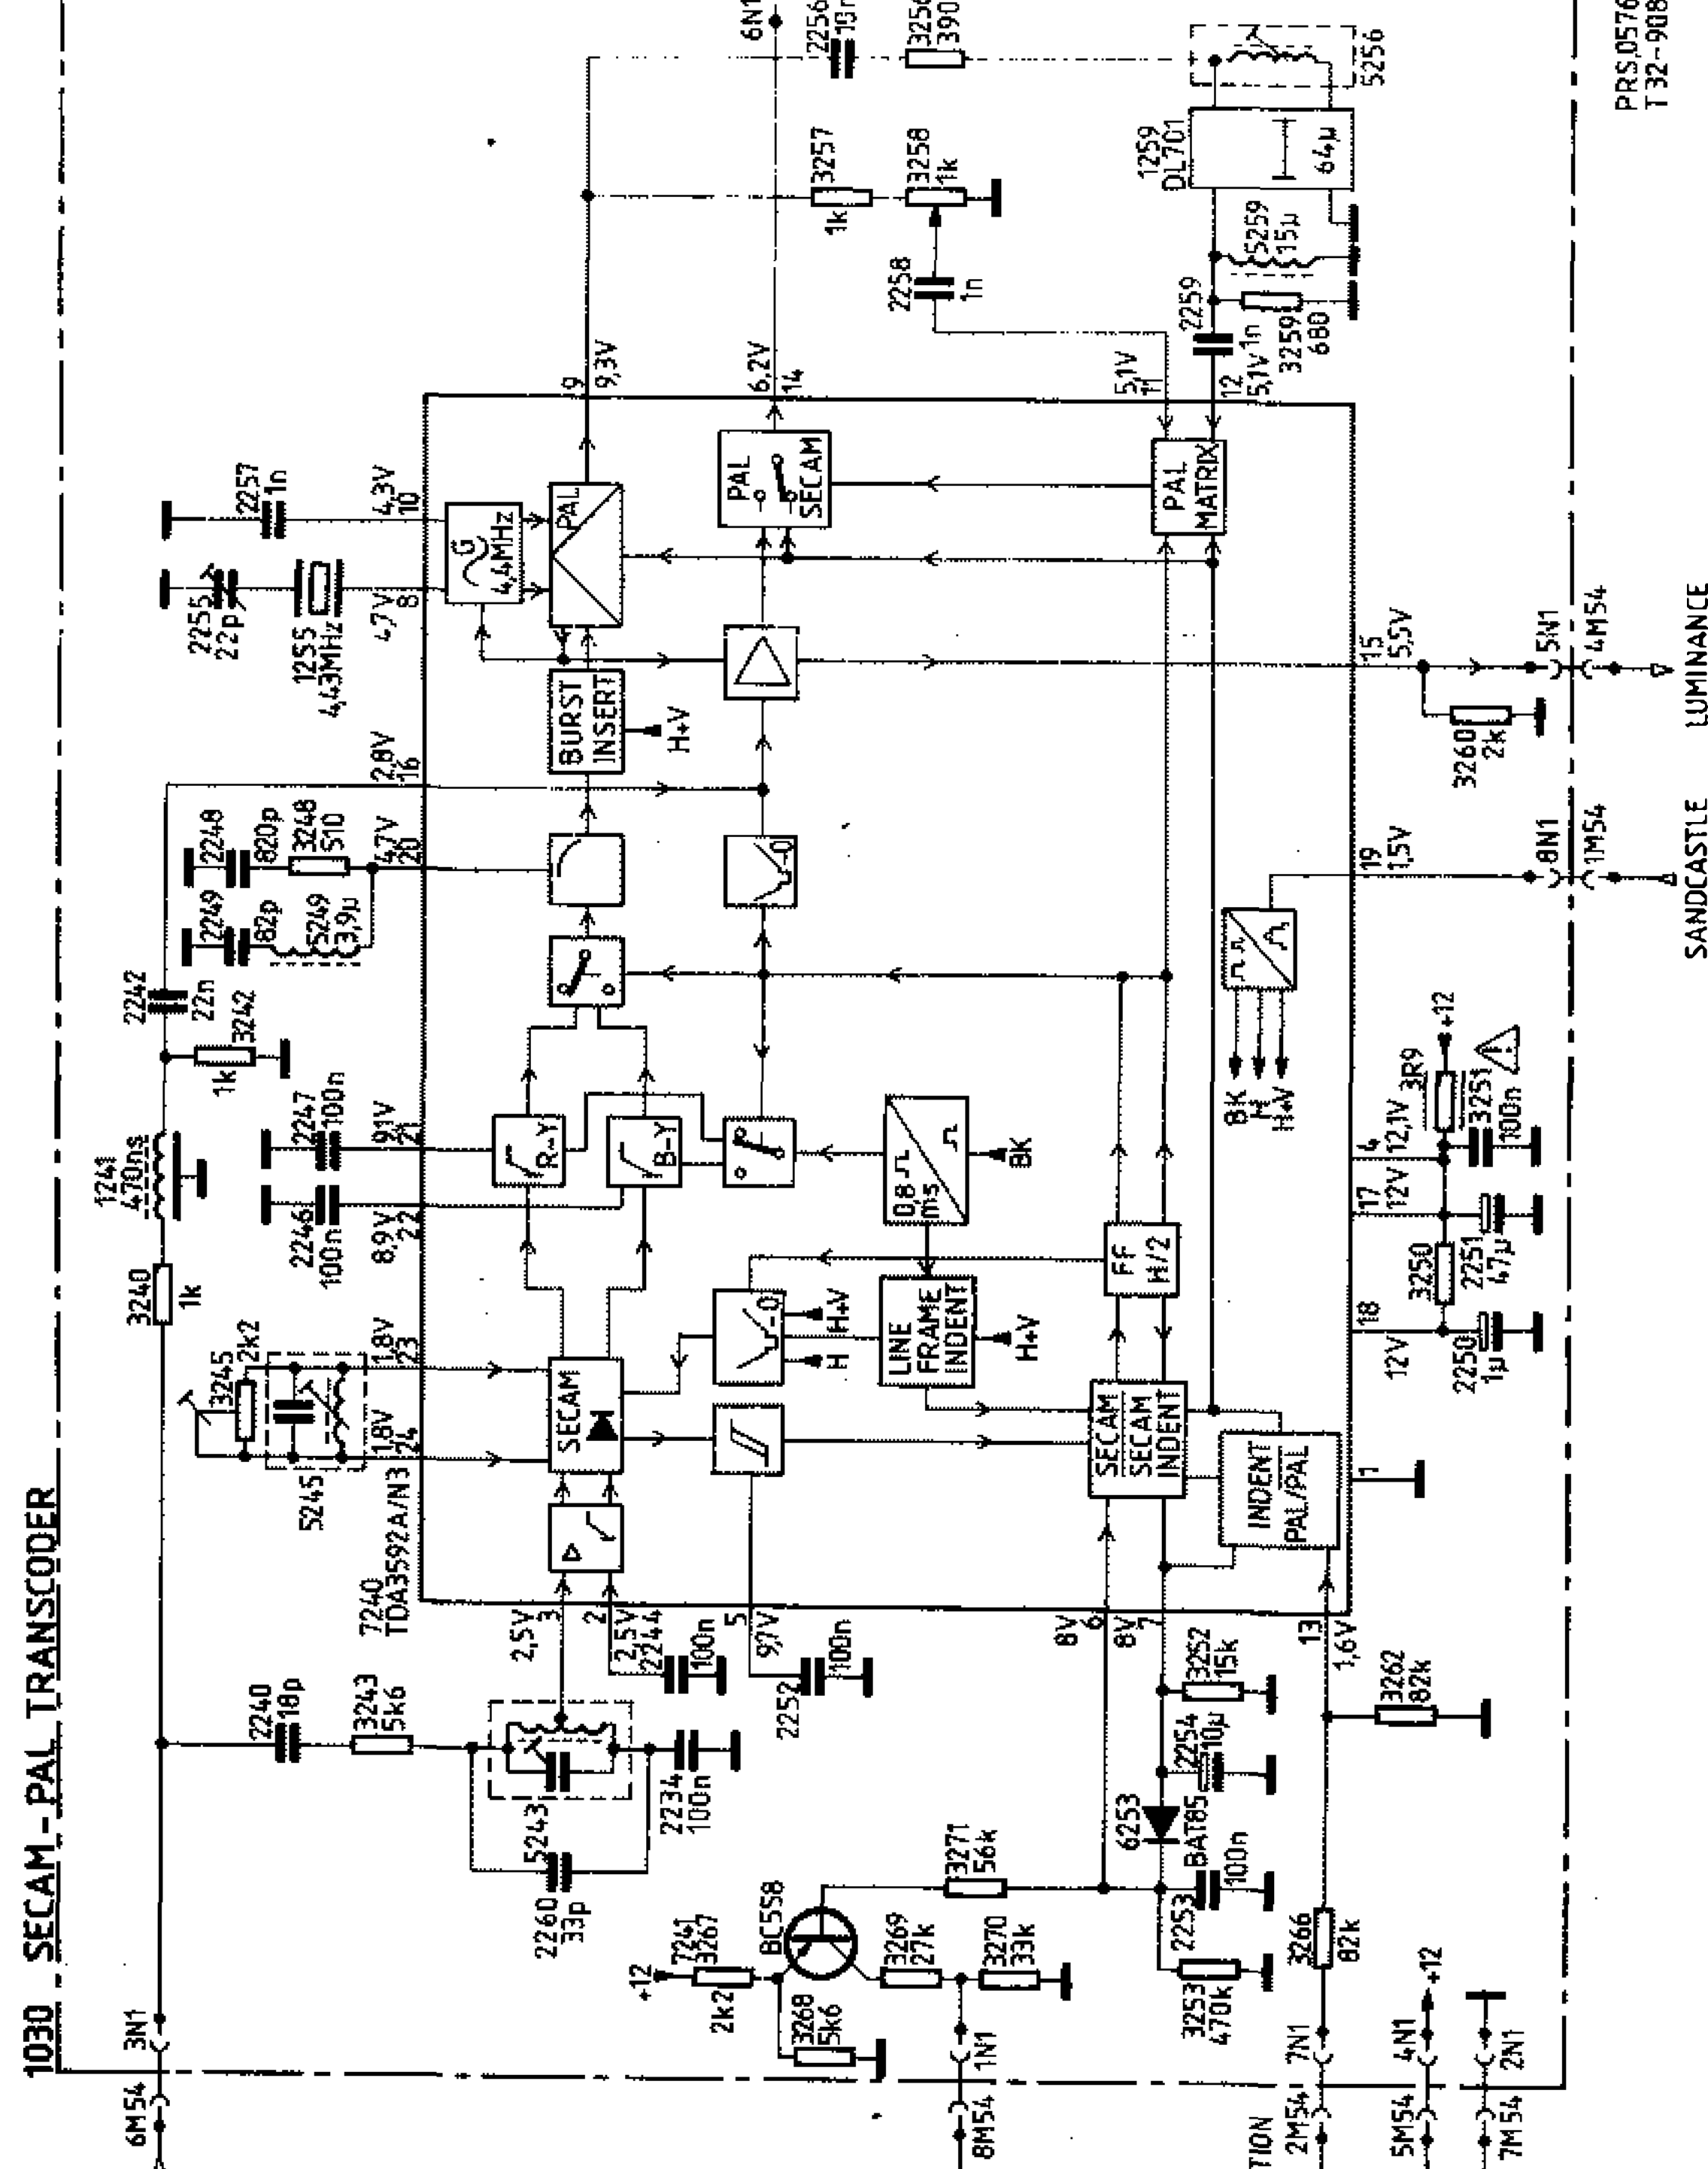 1030 SECAM-PAL TRANSCODER
6M54
3N1
3240
1k
1241
470ns
2242
22n
3242
1k
3245
2k2
5245
1,8V
24
1,8V
23
2246
100n
8,9V
22
2247
100n
9,1V
21
2249
82p
5249
3,9µ
2248
820p
3248
510
4,7V
20
2,8V
16
2255
22p
1255
4,43MHz
4,7V
8
2257
1n
4,3V
10
7240
TDA3592A/N3
2240
18p
3243
5k6
2,5V
3
2
2,5V
2244
100n
5243
2260
33p
2234
100n
5
9,7V
2252
100n
SECAM
R-Y
B-Y
BURST
INSERT
H+V
G
4,4MHz
PAL
9
9,3V
PAL
SECAM
6,2V
14
6N1
2256
10n
3256
390
3257
1k
3258
1k
2258
1n
1259
DL701
64µ
5256
5259
15µ
2259
1n
3259
680
5,1V
11
12
5,1V
PAL
MATRIX
H
H+V
LINE
FRAME
INDENT
H+V
0,8
ms
BK
FF
H/2
SECAM
SECAM
INDENT
INDENT
PAL/PAL
BK
H
H+V
+12
7241
3267
2k2
BC558
3268
5k6
3269
27k
3270
33k
1N1
8M54
3271
56k
8V
6
8V
7
6253
BAT85
2253
100n
3253
470k
2254
10µ
3252
15k
13
1,6V
3262
82k
3266
82k
7N1
2M54
TION
4N1
5M54
+12
2N1
7M54
1
18
12V
2250
1µ
3250
2251
47µ
17
12V
4
12,1V
3R9
3251
100n
+12
19
1,5V
8N1
1M54
SANDCASTLE
15
5,5V
3260
2k
5N1
4M54
LUMINANCE
PRS.0576
T32-908